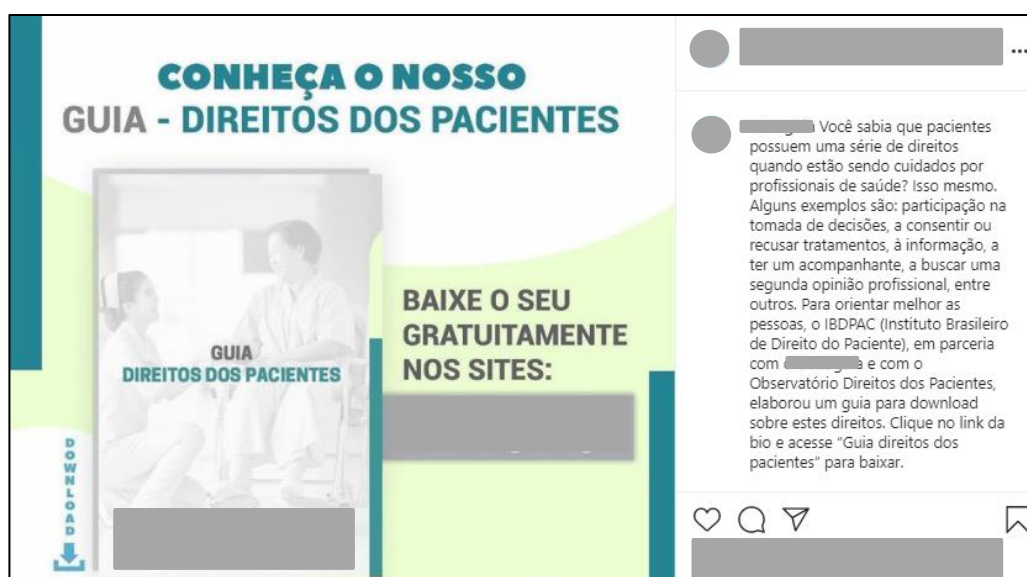 CONHEÇA O NOSSO
GUIA - DIREITOS DOS PACIENTES
GUIA
DIREITOS DOS PACIENTES
DOWNLOAD
BAIXE O SEU
GRATUITAMENTE
NOS SITES:
Você sabia que pacientes
possuem uma série de direitos
quando estão sendo cuidados por
profissionais de saúde? Isso mesmo.
Alguns exemplos são: participação na
tomada de decisões, a consentir ou
recusar tratamentos, à informação, a
ter um acompanhante, a buscar uma
segunda opinião profissional, entre
outros. Para orientar melhor as
pessoas, o IBDPAC (Instituto Brasileiro
de Direito do Paciente), em parceria
com e com o
Observatório Direitos dos Pacientes,
elaborou um guia para download
sobre estes direitos. Clique no link da
bio e acesse “Guia direitos dos
pacientes” para baixar.